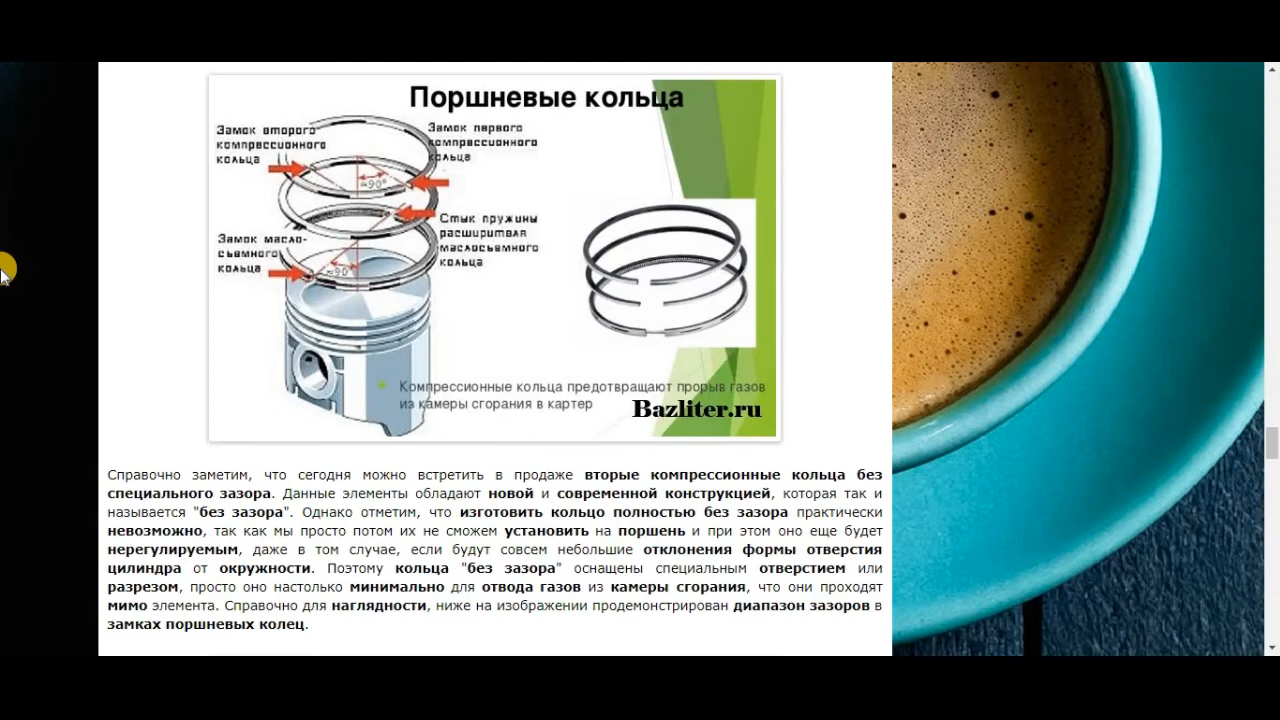 Поршневые кольца
Замок второго
компрессионного
кольца
Замок первого
компрессионного
кольца
≈90°
Стык пружины
расширитвля
маслосъемного
кольца
Замок масло-
съемного
кольца
≈90°
Компрессионные кольца предотвращают прорыв газов
из камеры сгорания в картер
Bazliter.ru
Справочно заметим, что сегодня можно встретить в продаже вторые компрессионные кольца без
специального зазора. Данные элементы обладают новой и современной конструкцией, которая так и
называется "без зазора". Однако отметим, что изготовить кольцо полностью без зазора практически
невозможно, так как мы просто потом их не сможем установить на поршень и при этом оно еще будет
нерегулируемым, даже в том случае, если будут совсем небольшие отклонения формы отверстия
цилиндра от окружности. Поэтому кольца "без зазора" оснащены специальным отверстием или
разрезом, просто оно настолько минимально для отвода газов из камеры сгорания, что они проходят
мимо элемента. Справочно для наглядности, ниже на изображении продемонстрирован диапазон зазоров в
замках поршневых колец.